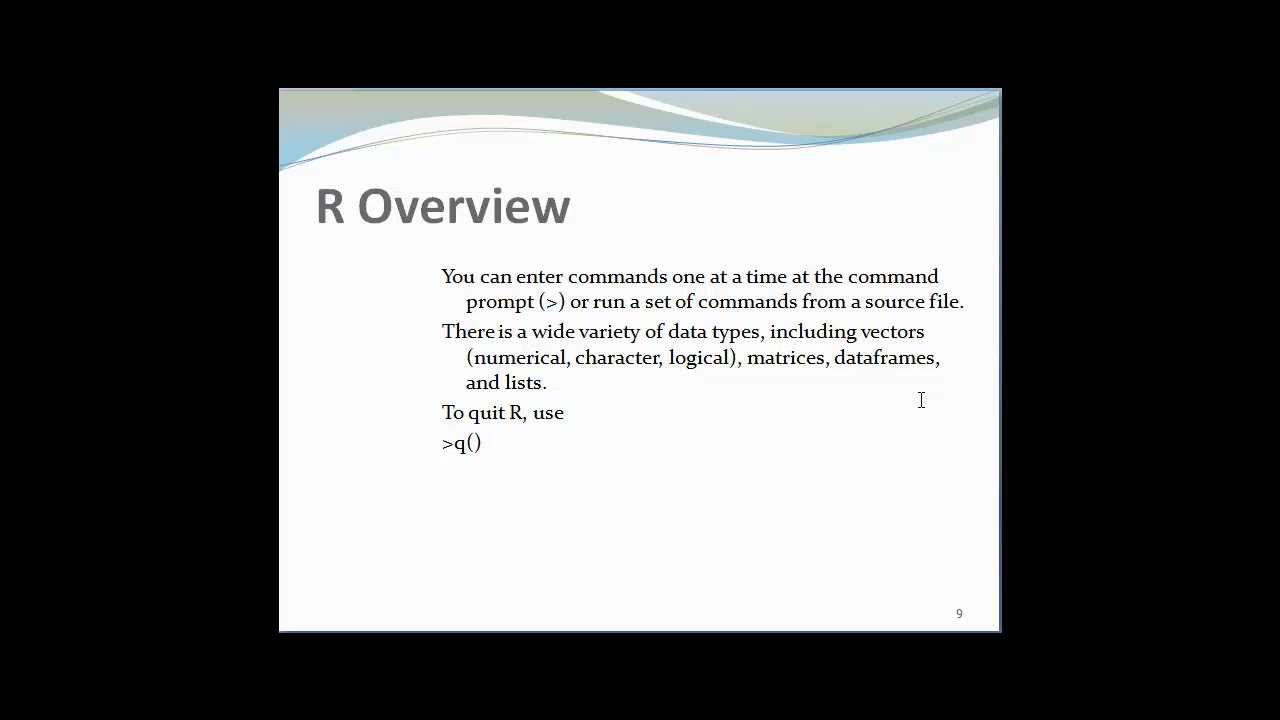 R Overview
You can enter commands one at a time at the command
prompt (>) or run a set of commands from a source file.
There is a wide variety of data types, including vectors
(numerical, character, logical), matrices, dataframes,
and lists.
To quit R, use
>q()
9